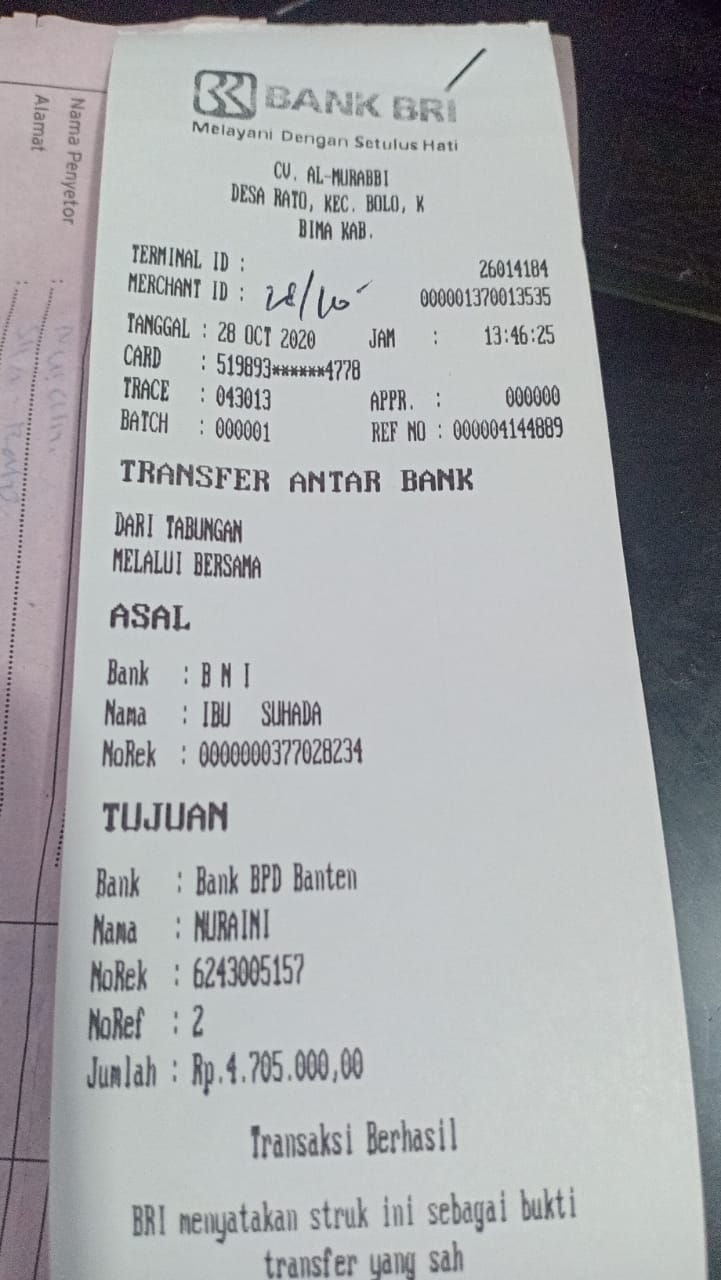 BANK BRI
Melayani Dengan Setulus Hati
CV. AL-MURABBI
DESA RATO, KEC. BOLO, K
BIMA KAB.
TERMINAL ID : 26014184
MERCHANT ID : 28/10 000001370013535
TANGGAL : 28 OCT 2020 JAM : 13:46:25
CARD : 519893******4778
TRACE : 043013 APPR. : 000000
BATCH : 000001 REF NO : 000004144889
TRANSFER ANTAR BANK
DARI TABUNGAN
MELALUI BERSAMA
ASAL
Bank : B N I
Nama : IBU SUHADA
NoRek : 0000000377028234
TUJUAN
Bank : Bank BPD Banten
Nama : NURAINI
NoRek : 6243005157
NoRef : 2
Jumlah : Rp.4.705.000,00
Transaksi Berhasil
BRI menyatakan struk ini sebagai bukti
transfer yang sah
Nama Penyetor :
Alamat :